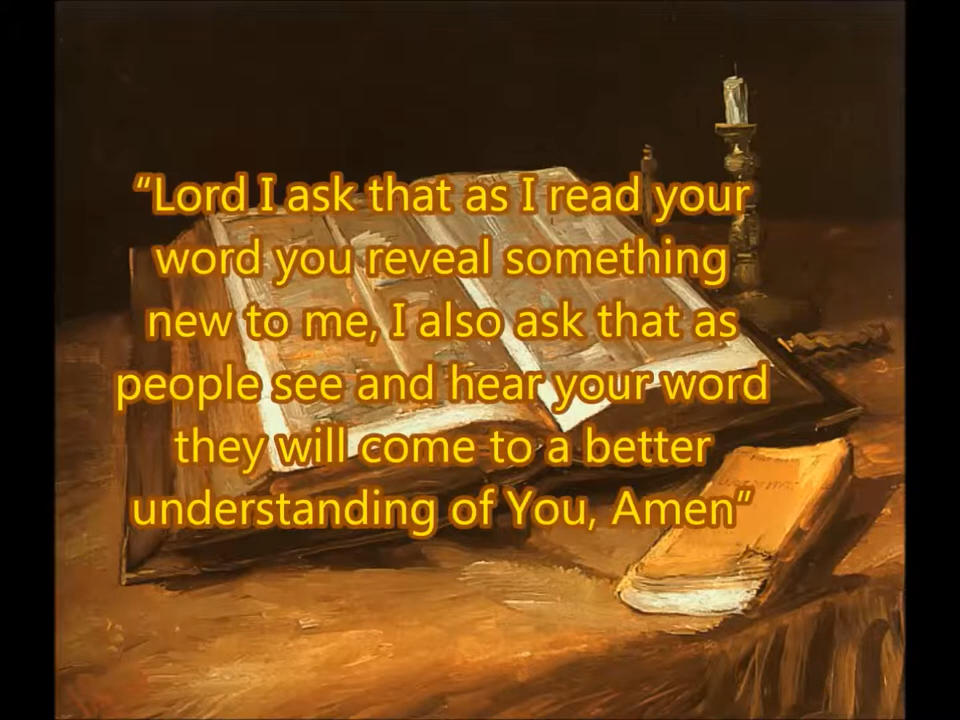 “Lord I ask that as I read your
word you reveal something
new to me, I also ask that as
people see and hear your word
they will come to a better
understanding of You, Amen”